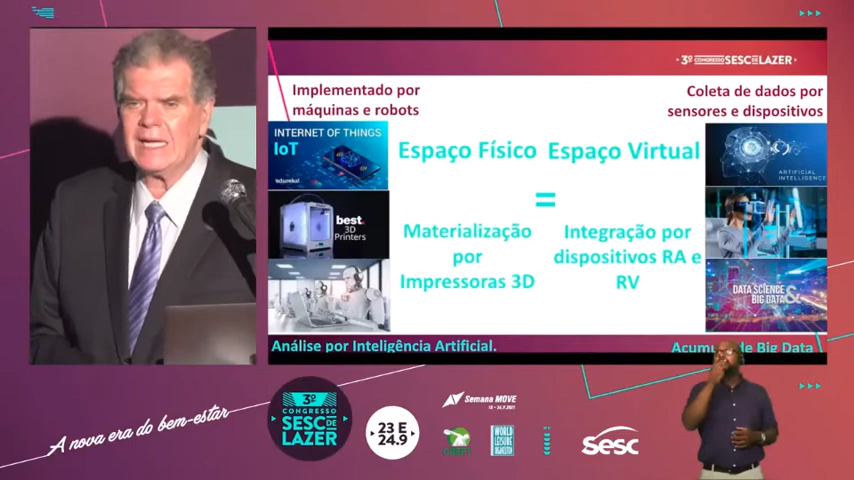 3º CONGRESSO SESC DE LAZER
Implementado por
máquinas e robots
Coleta de dados por
sensores e dispositivos
INTERNET OF THINGS
IoT
Espaço Físico
Espaço Virtual
ARTIFICIAL
INTELLIGENCE
=
best.
3D
Printers
Materialização
por
Impressoras 3D
Integração por
dispositivos RA e
RV
DATA SCIENCE
& BIG DATA
Análise por Inteligência Artificial.
Big Data
A nova era do bem-estar
3º
CONGRESSO
SESC DE
LAZER
23 E
24.9
Semana MOVE
WORLD
LEISURE
ORGANIZATION
Sesc